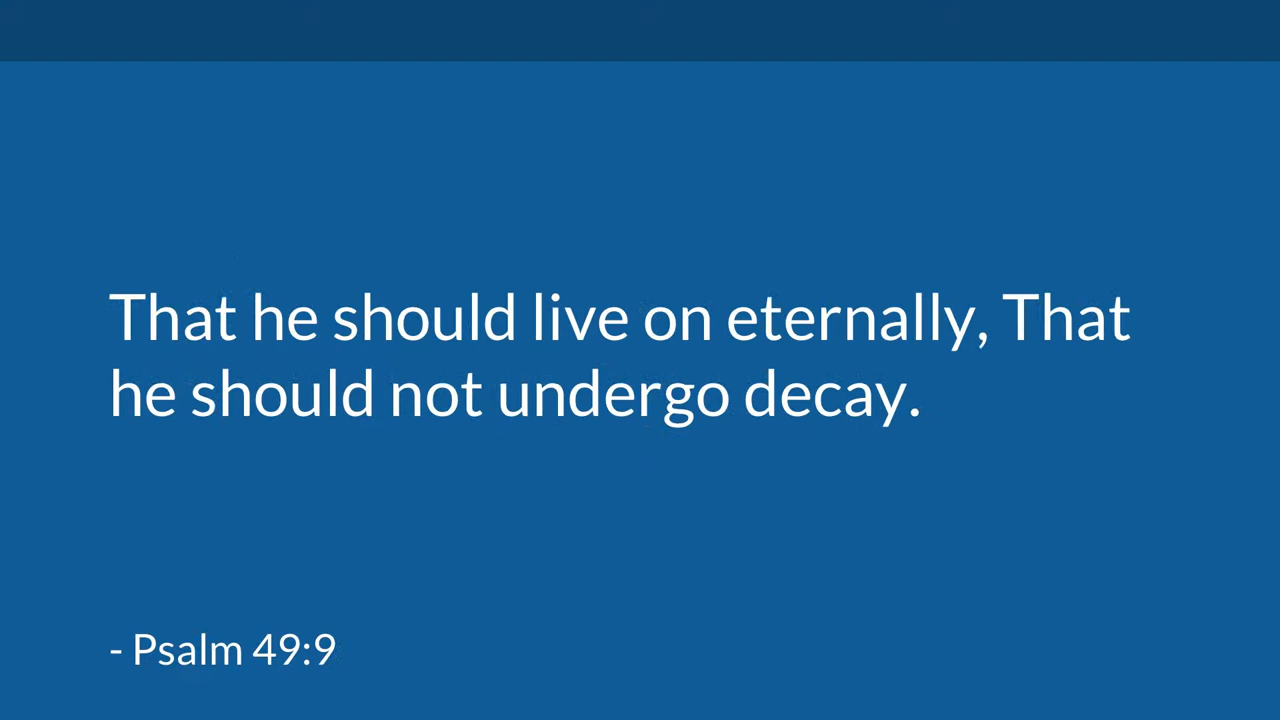 That he should live on eternally, That
he should not undergo decay.
- Psalm 49:9